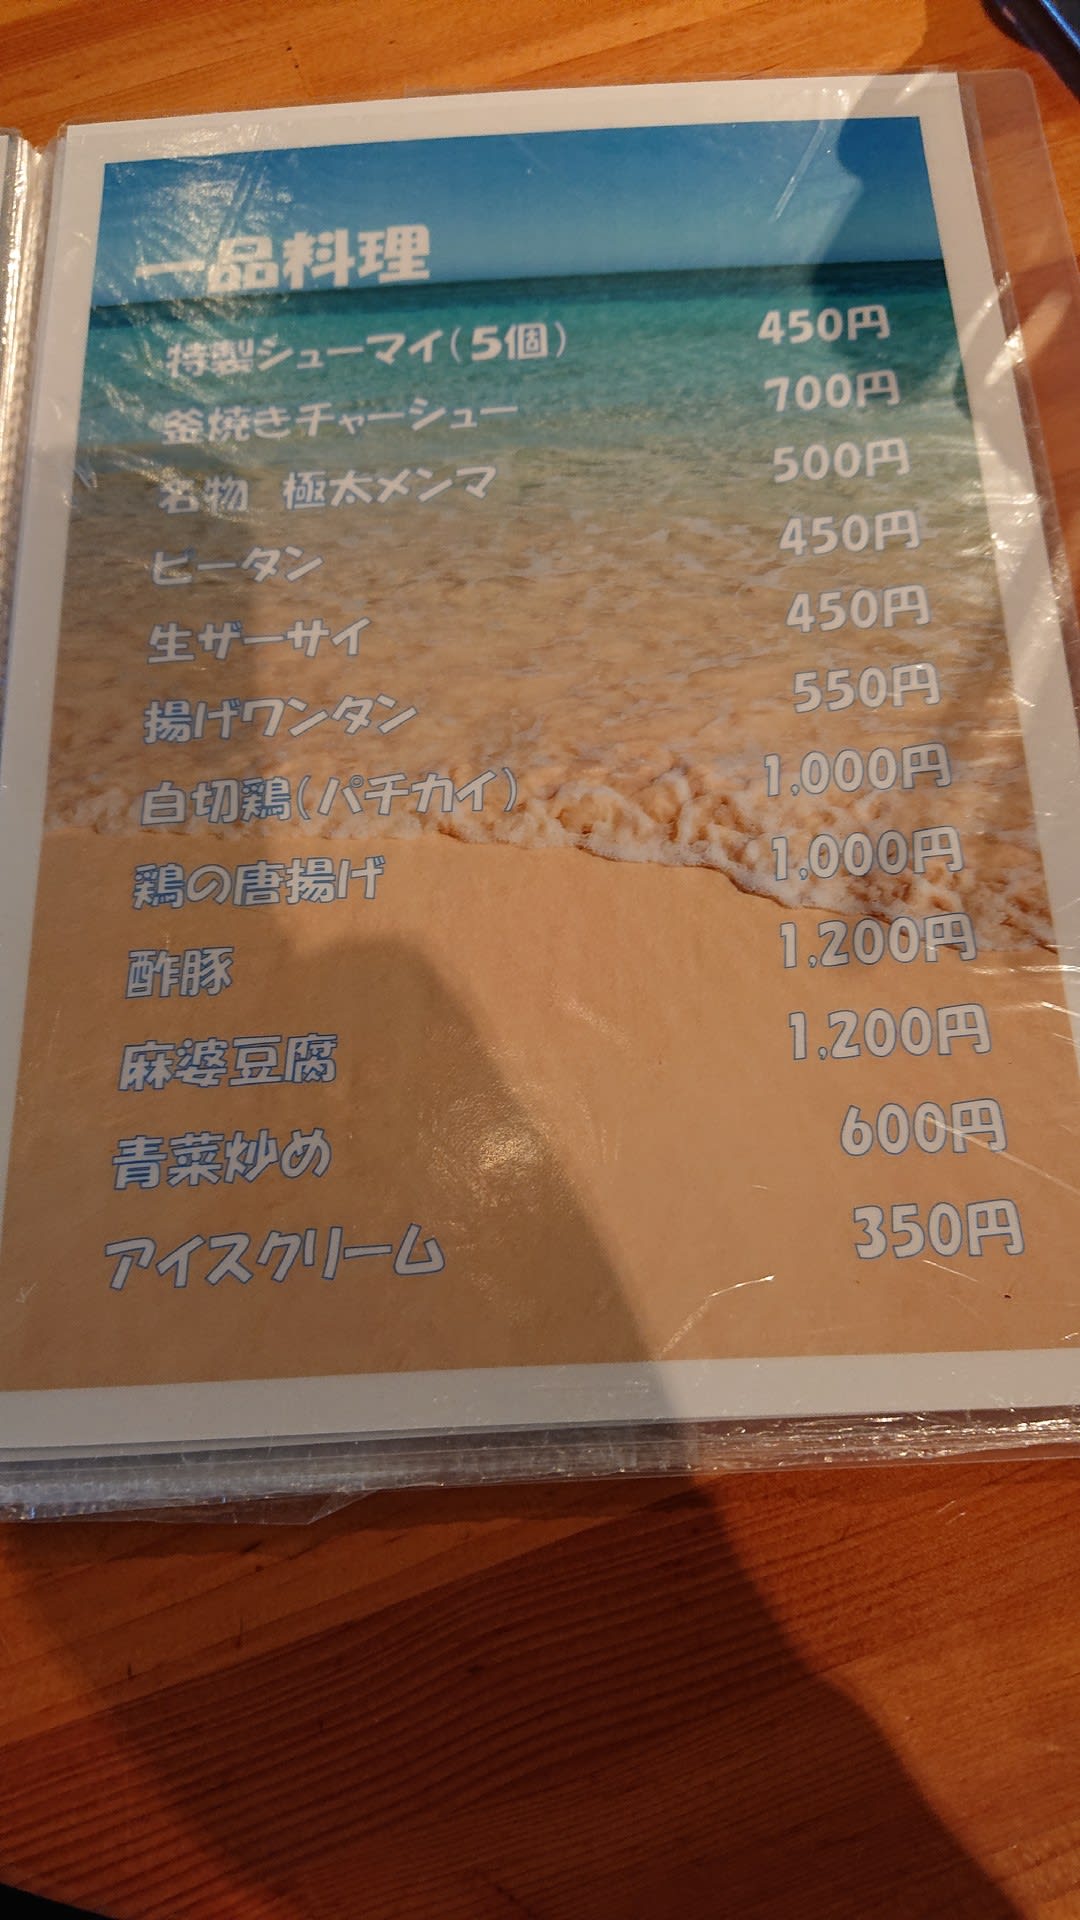 一品料理
特製シューマイ(5個) 450円
釜焼きチャーシュー 700円
名物 極太メンマ 500円
ピータン 450円
生ザーサイ 450円
揚げワンタン 550円
白切鶏(パチカイ) 1,000円
鶏の唐揚げ 1,000円
酢豚 1,200円
麻婆豆腐 1,200円
青菜炒め 600円
アイスクリーム 350円